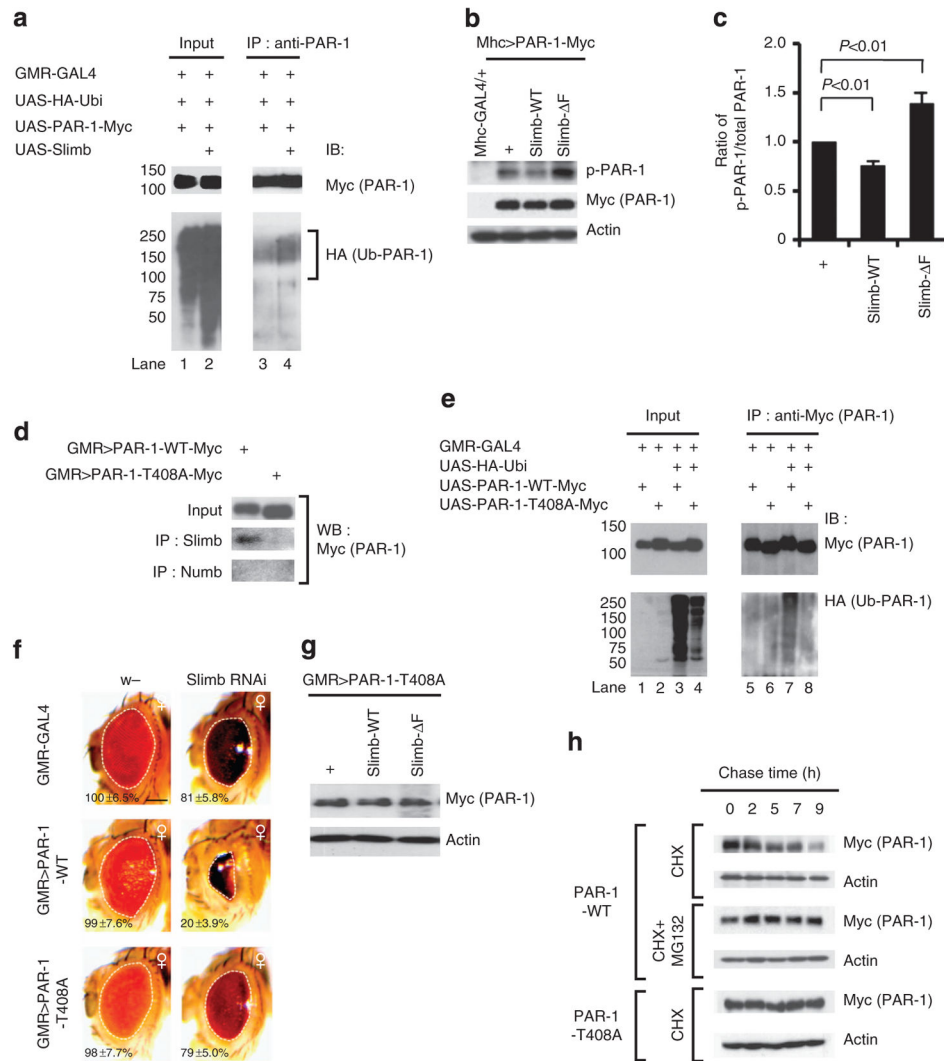 a
Input
IP : anti-PAR-1
GMR-GAL4 + + + +
UAS-HA-Ubi + + + +
UAS-PAR-1-Myc + + + +
UAS-Slimb + + IB:
150
100
Myc (PAR-1)
250
150
100
75
50
HA (Ub-PAR-1)
Lane 1 2 3 4
b
Mhc>PAR-1-Myc
Mhc-GAL4/+
+
Slimb-WT
Slimb-ΔF
p-PAR-1
Myc (PAR-1)
Actin
c
Ratio of
p-PAR-1/total PAR-1
2.0
1.5
1.0
0.5
0
P<0.01
P<0.01
+
Slimb-WT
Slimb-ΔF
d
GMR>PAR-1-WT-Myc +
GMR>PAR-1-T408A-Myc +
Input
IP : Slimb
IP : Numb
WB :
Myc (PAR-1)
e
Input
IP : anti-Myc (PAR-1)
GMR-GAL4 + + + + + + + +
UAS-HA-Ubi + + + +
UAS-PAR-1-WT-Myc + + + +
UAS-PAR-1-T408A-Myc + + + +
IB :
150
100
Myc (PAR-1)
250
150
100
75
50
HA (Ub-PAR-1)
Lane 1 2 3 4 5 6 7 8
f
w– Slimb RNAi
GMR-GAL4
♀ ♀
100±6.5% 81±5.8%
GMR>PAR-1
-WT
♀ ♀
99±7.6% 20±3.9%
GMR>PAR-1
-T408A
♀ ♀
98±7.7% 79±5.0%
g
GMR>PAR-1-T408A
+
Slimb-WT
Slimb-ΔF
Myc (PAR-1)
Actin
h
Chase time (h)
0 2 5 7 9
PAR-1
-WT
CHX
Myc (PAR-1)
Actin
CHX+
MG132
Myc (PAR-1)
Actin
PAR-1
-T408A
CHX
Myc (PAR-1)
Actin